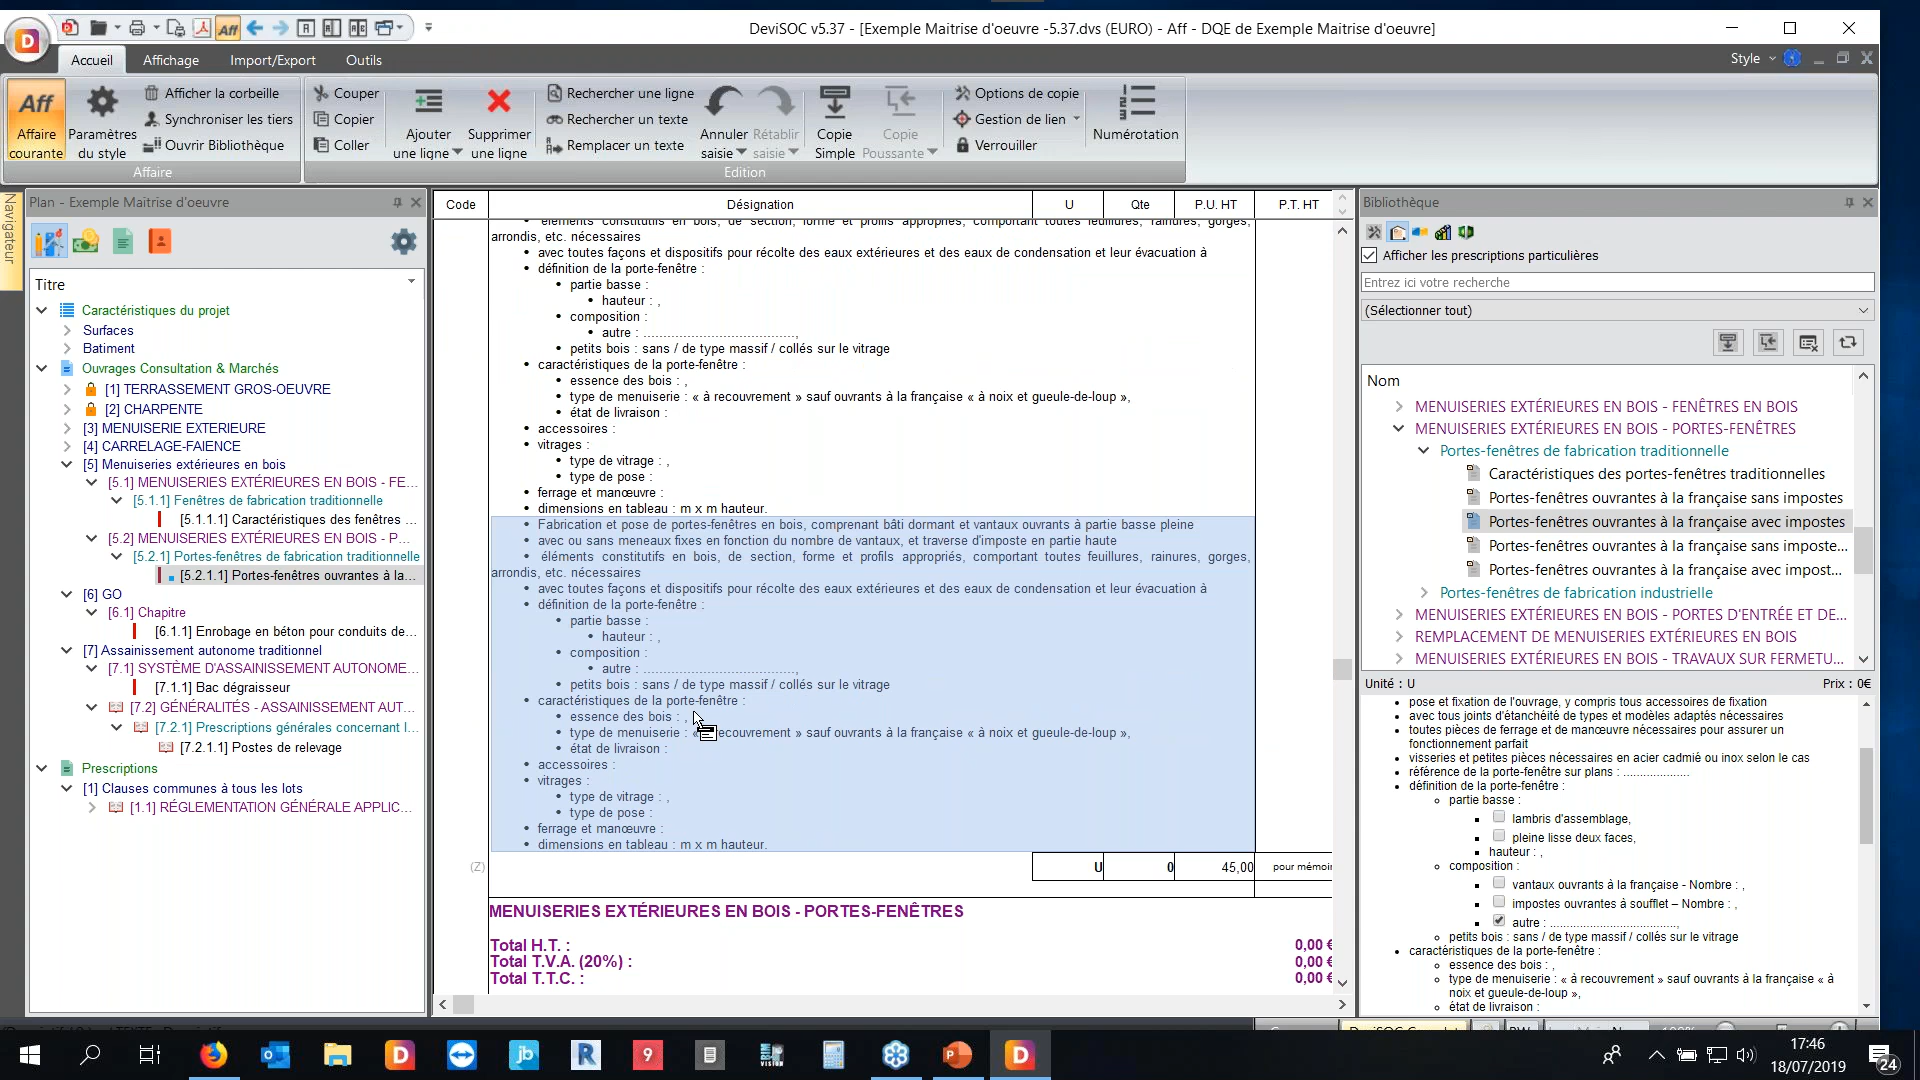 DeviSOC v5.37 - [Exemple Maitrise d'oeuvre -5.37.dvs (EURO) - Aff - DQE de Exemple Maitrise d'oeuvre]
Accueil Affichage Import/Export Outils
Style
Aff
Affaire courante
Paramètres du style
Afficher la corbeille
Synchroniser les tiers
Ouvrir Bibliothèque
Affaire
Couper
Copier
Coller
Ajouter une ligne
Supprimer une ligne
Rechercher une ligne
Rechercher un texte
Remplacer un texte
Annuler saisie
Rétablir saisie
Copie Simple
Copie Poussante
Options de copie
Gestion de lien
Verrouiller
Numérotation
Edition
Navigateur
Plan - Exemple Maitrise d'oeuvre
Titre
Caractéristiques du projet
Surfaces
Batiment
Ouvrages Consultation & Marchés
[1] TERRASSEMENT GROS-OEUVRE
[2] CHARPENTE
[3] MENUISERIE EXTERIEURE
[4] CARRELAGE-FAIENCE
[5] Menuiseries extérieures en bois
[5.1] MENUISERIES EXTÉRIEURES EN BOIS - FE...
[5.1.1] Fenêtres de fabrication traditionnelle
[5.1.1.1] Caractéristiques des fenêtres ...
[5.2] MENUISERIES EXTÉRIEURES EN BOIS - P...
[5.2.1] Portes-fenêtres de fabrication traditionnelle
[5.2.1.1] Portes-fenêtres ouvrantes à la...
[6] GO
[6.1] Chapitre
[6.1.1] Enrobage en béton pour conduits de...
[7] Assainissement autonome traditionnel
[7.1] SYSTÈME D'ASSAINISSEMENT AUTONOME...
[7.1.1] Bac dégraisseur
[7.2] GÉNÉRALITÉS - ASSAINISSEMENT AUT...
[7.2.1] Prescriptions générales concernant l...
[7.2.1.1] Postes de relevage
Prescriptions
[1] Clauses communes à tous les lots
[1.1] RÉGLEMENTATION GÉNÉRALE APPLIC...
Code Désignation U Qte P.U. HT P.T. HT
• éléments constitutifs en bois, de section, forme et profils appropriés, comportant toutes feuillures, rainures, gorges,
arrondis, etc. nécessaires
• avec toutes façons et dispositifs pour récolte des eaux extérieures et des eaux de condensation et leur évacuation à
• définition de la porte-fenêtre :
• partie basse :
• hauteur : ,
• composition :
• autre : ......................................,
• petits bois : sans / de type massif / collés sur le vitrage
• caractéristiques de la porte-fenêtre :
• essence des bois : ,
• type de menuiserie : « à recouvrement » sauf ouvrants à la française « à noix et gueule-de-loup »,
• état de livraison :
• accessoires :
• vitrages :
• type de vitrage : ,
• type de pose :
• ferrage et manœuvre :
• dimensions en tableau : m x m hauteur.
• Fabrication et pose de portes-fenêtres en bois, comprenant bâti dormant et vantaux ouvrants à partie basse pleine
• avec ou sans meneaux fixes en fonction du nombre de vantaux, et traverse d'imposte en partie haute
• éléments constitutifs en bois, de section, forme et profils appropriés, comportant toutes feuillures, rainures, gorges,
arrondis, etc. nécessaires
• avec toutes façons et dispositifs pour récolte des eaux extérieures et des eaux de condensation et leur évacuation à
• définition de la porte-fenêtre :
• partie basse :
• hauteur : ,
• composition :
• autre : ......................................,
• petits bois : sans / de type massif / collés sur le vitrage
• caractéristiques de la porte-fenêtre :
• essence des bois : ,
• type de menuiserie : « recouvrement » sauf ouvrants à la française « à noix et gueule-de-loup »,
• état de livraison :
• accessoires :
• vitrages :
• type de vitrage : ,
• type de pose :
• ferrage et manœuvre :
• dimensions en tableau : m x m hauteur.
(Z) U 0 45,00 pour mémoir
MENUISERIES EXTÉRIEURES EN BOIS - PORTES-FENÊTRES
Total H.T. : 0,00 €
Total T.V.A. (20%) : 0,00 €
Total T.T.C. : 0,00 €
Bibliothèque
Afficher les prescriptions particulières
Entrez ici votre recherche
(Sélectionner tout)
Nom
MENUISERIES EXTÉRIEURES EN BOIS - FENÊTRES EN BOIS
MENUISERIES EXTÉRIEURES EN BOIS - PORTES-FENÊTRES
Portes-fenêtres de fabrication traditionnelle
Caractéristiques des portes-fenêtres traditionnelles
Portes-fenêtres ouvrantes à la française sans impostes
Portes-fenêtres ouvrantes à la française avec impostes
Portes-fenêtres ouvrantes à la française sans imposte...
Portes-fenêtres ouvrantes à la française avec impost...
Portes-fenêtres de fabrication industrielle
MENUISERIES EXTÉRIEURES EN BOIS - PORTES D'ENTRÉE ET DE...
REMPLACEMENT DE MENUISERIES EXTÉRIEURES EN BOIS
MENUISERIES EXTÉRIEURES EN BOIS - TRAVAUX SUR FERMETU...
Unité : U Prix : 0€
• pose et fixation de l'ouvrage, y compris tous accessoires de fixation
• avec tous joints d'étanchéité de types et modèles adaptés nécessaires
• toutes pièces de ferrage et de manœuvre nécessaires pour assurer un
fonctionnement parfait
• visseries et petites pièces nécessaires en acier cadmié ou inox selon le cas
• référence de la porte-fenêtre sur plans : ....................
• définition de la porte-fenêtre :
partie basse :
lambris d'assemblage,
pleine lisse deux faces,
hauteur : ,
composition :
vantaux ouvrants à la française - Nombre : ,
impostes ouvrantes à soufflet – Nombre : ,
autre : ......................................,
petits bois : sans / de type massif / collés sur le vitrage
• caractéristiques de la porte-fenêtre :
essence des bois : ,
type de menuiserie : « à recouvrement » sauf ouvrants à la française « à
noix et gueule-de-loup »,
état de livraison :
17:46
18/07/2019
24